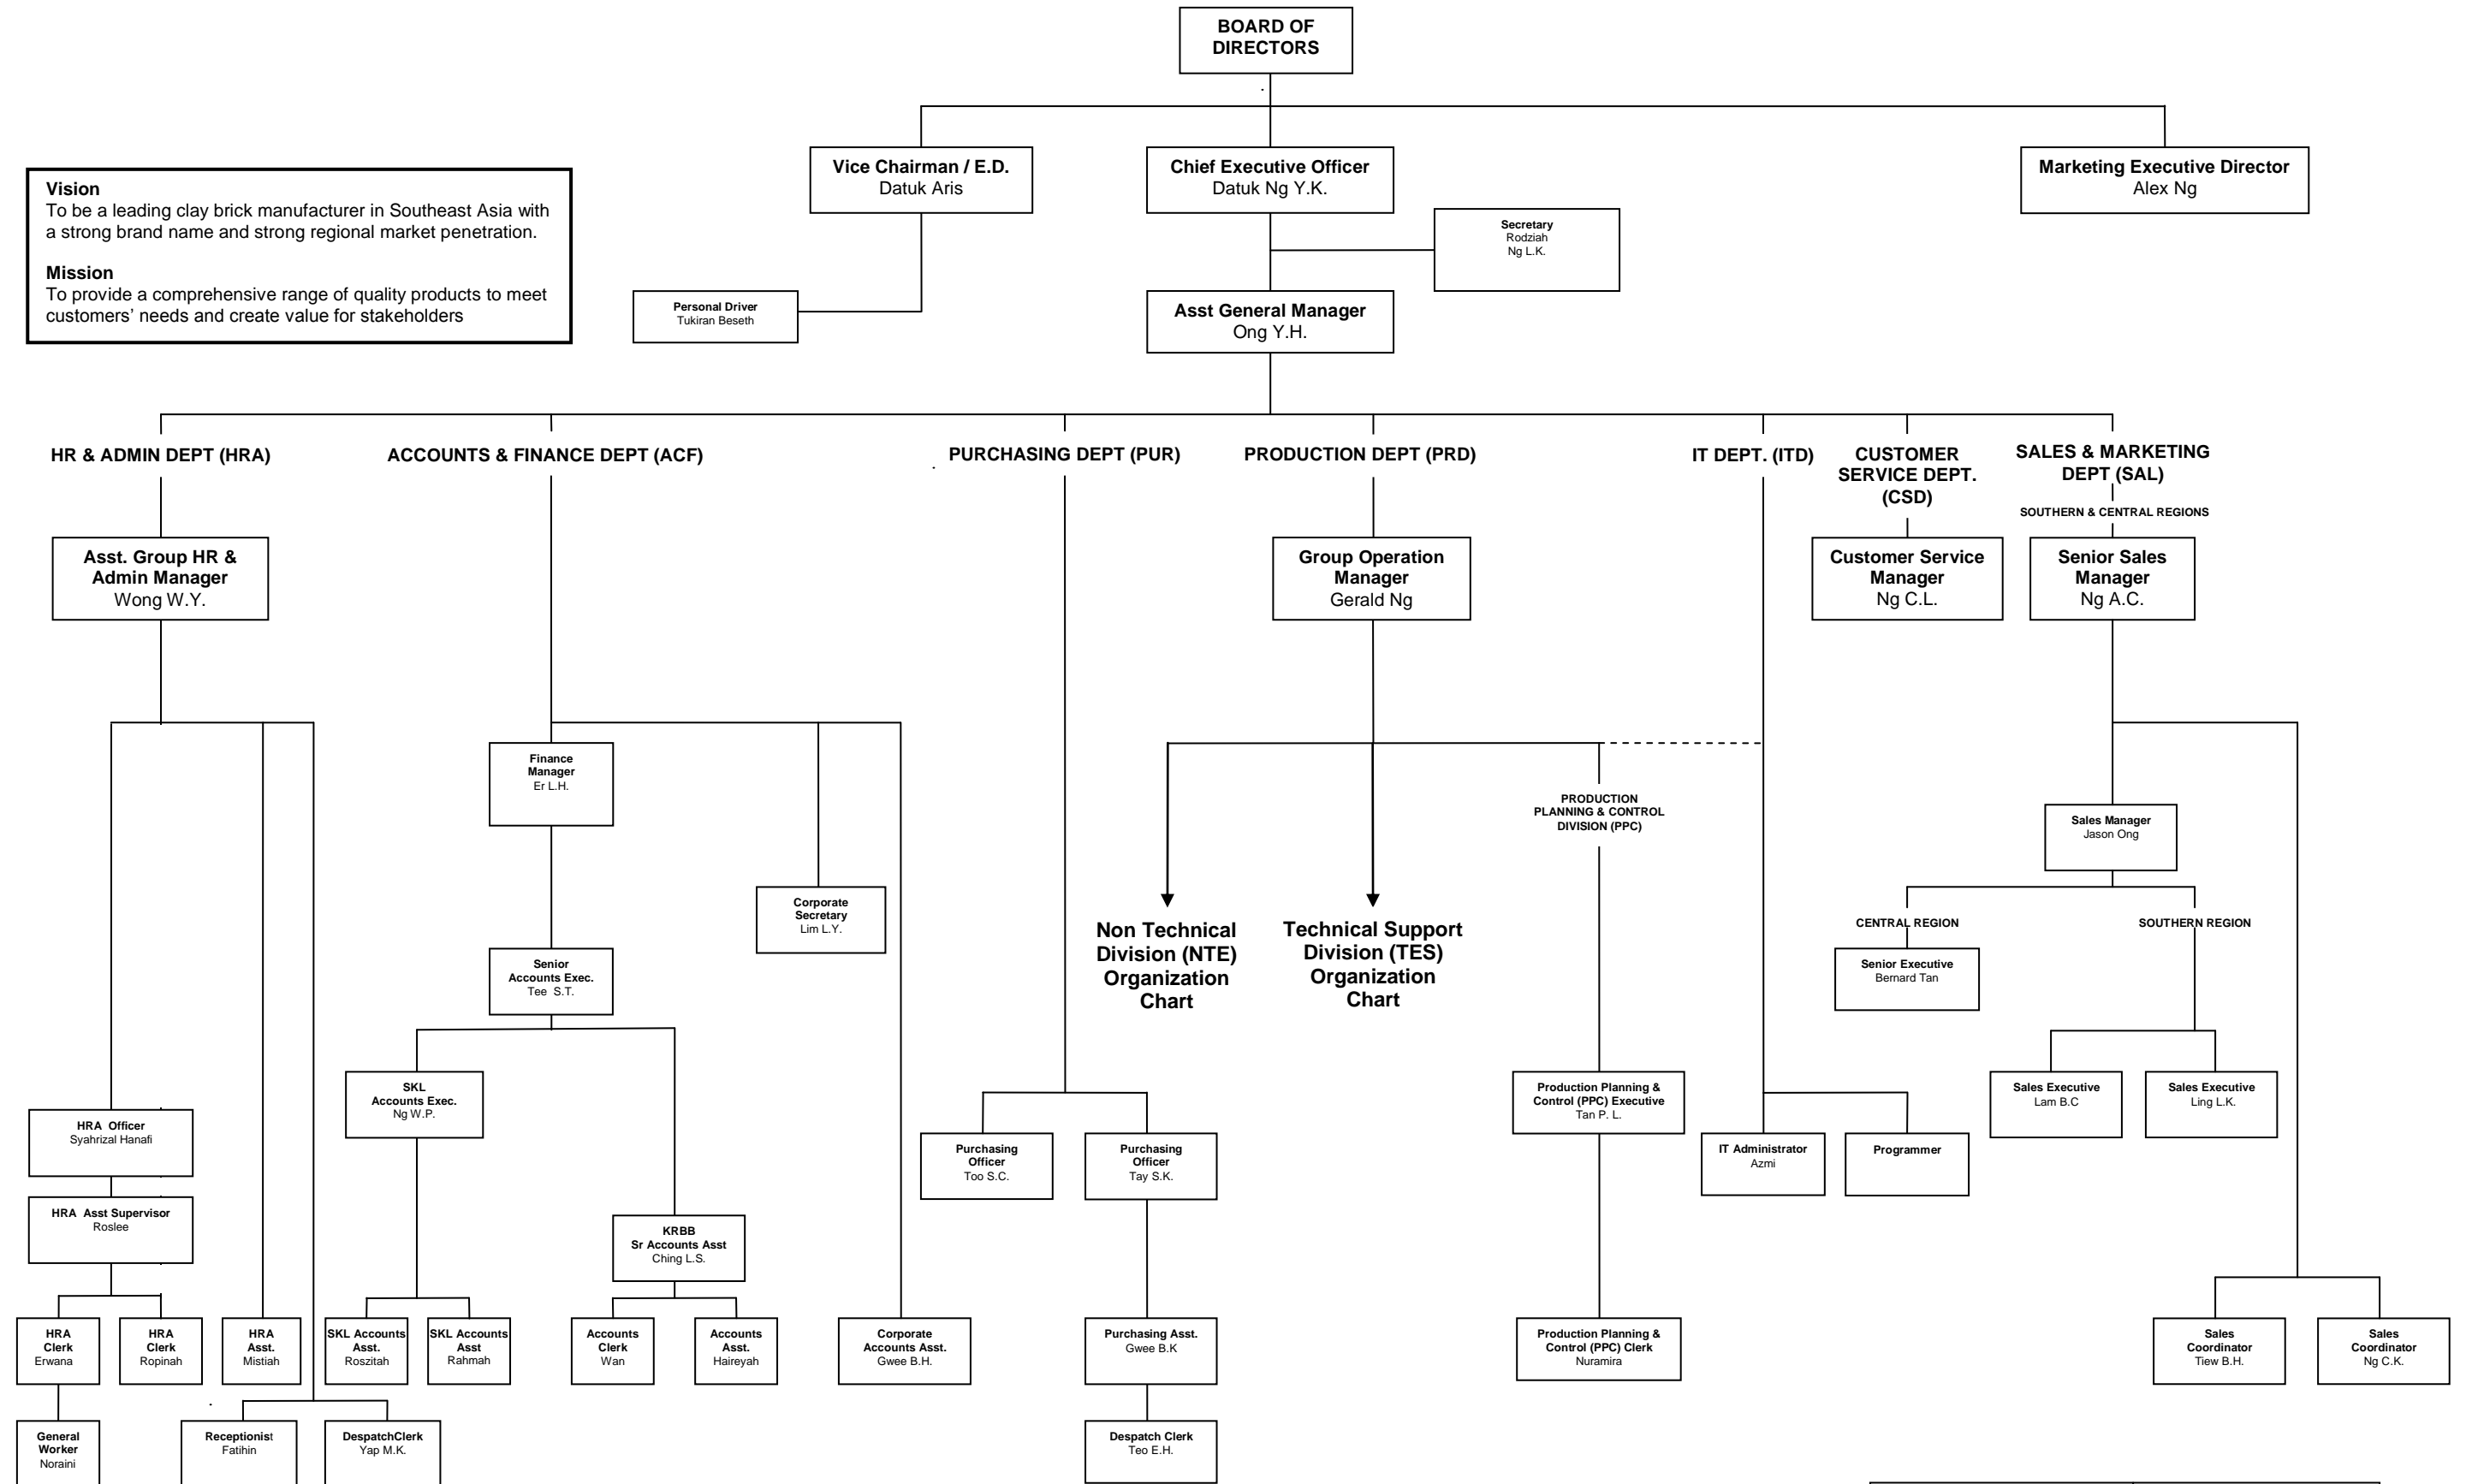 BOARD OF
DIRECTORS
Vice Chairman / E.D.
Datuk Aris
Chief Executive Officer
Datuk Ng Y.K.
Marketing Executive Director
Alex Ng
Vision
To be a leading clay brick manufacturer in Southeast Asia with
a strong brand name and strong regional market penetration.
Mission
To provide a comprehensive range of quality products to meet
customers’ needs and create value for stakeholders
Secretary
Rodziah
Ng L.K.
Personal Driver
Tukiran Beseth
Asst General Manager
Ong Y.H.
HR & ADMIN DEPT (HRA)
ACCOUNTS & FINANCE DEPT (ACF)
PURCHASING DEPT (PUR)
PRODUCTION DEPT (PRD)
IT DEPT. (ITD)
CUSTOMER
SERVICE DEPT.
(CSD)
SALES & MARKETING
DEPT (SAL)
SOUTHERN & CENTRAL REGIONS
Asst. Group HR &
Admin Manager
Wong W.Y.
Group Operation
Manager
Gerald Ng
Customer Service
Manager
Ng C.L.
Senior Sales
Manager
Ng A.C.
Finance
Manager
Er L.H.
PRODUCTION
PLANNING & CONTROL
DIVISION (PPC)
Sales Manager
Jason Ong
Corporate
Secretary
Lim L.Y.
Non Technical
Division (NTE)
Organization
Chart
Technical Support
Division (TES)
Organization
Chart
CENTRAL REGION
SOUTHERN REGION
Senior
Accounts Exec.
Tee S.T.
Senior Executive
Bernard Tan
SKL
Accounts Exec.
Ng W.P.
Production Planning &
Control (PPC) Executive
Tan P. L.
Sales Executive
Lam B.C
Sales Executive
Ling L.K.
HRA Officer
Syahrizal Hanafi
Purchasing
Officer
Too S.C.
Purchasing
Officer
Tay S.K.
IT Administrator
Azmi
Programmer
HRA Asst Supervisor
Roslee
KRBB
Sr Accounts Asst
Ching L.S.
HRA
Clerk
Erwana
HRA
Clerk
Ropinah
HRA
Asst.
Mistiah
SKL Accounts
Asst.
Roszitah
SKL Accounts
Asst
Rahmah
Accounts
Clerk
Wan
Accounts
Asst.
Haireyah
Corporate
Accounts Asst.
Gwee B.H.
Purchasing Asst.
Gwee B.K
Production Planning &
Control (PPC) Clerk
Nuramira
Sales
Coordinator
Tiew B.H.
Sales
Coordinator
Ng C.K.
General
Worker
Noraini
Receptionist
Fatihin
DespatchClerk
Yap M.K.
Despatch Clerk
Teo E.H.